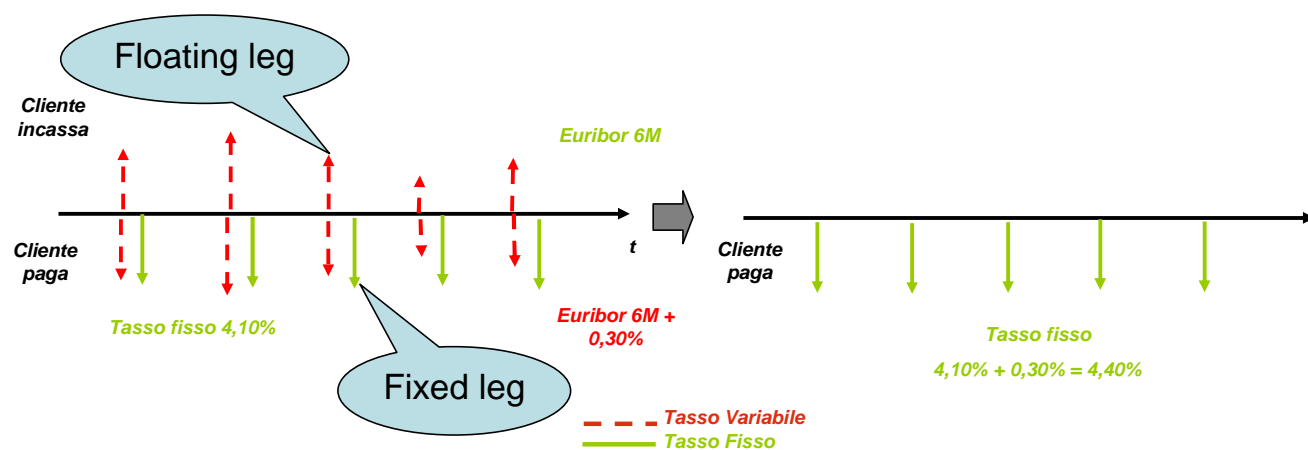 Floating leg
Cliente
incassa
Euribor 6M
Cliente
paga
t
Tasso fisso 4,10%
Euribor 6M +
0,30%
Fixed leg
Cliente
paga
Tasso fisso
4,10% + 0,30% = 4,40%
Tasso Variabile
Tasso Fisso